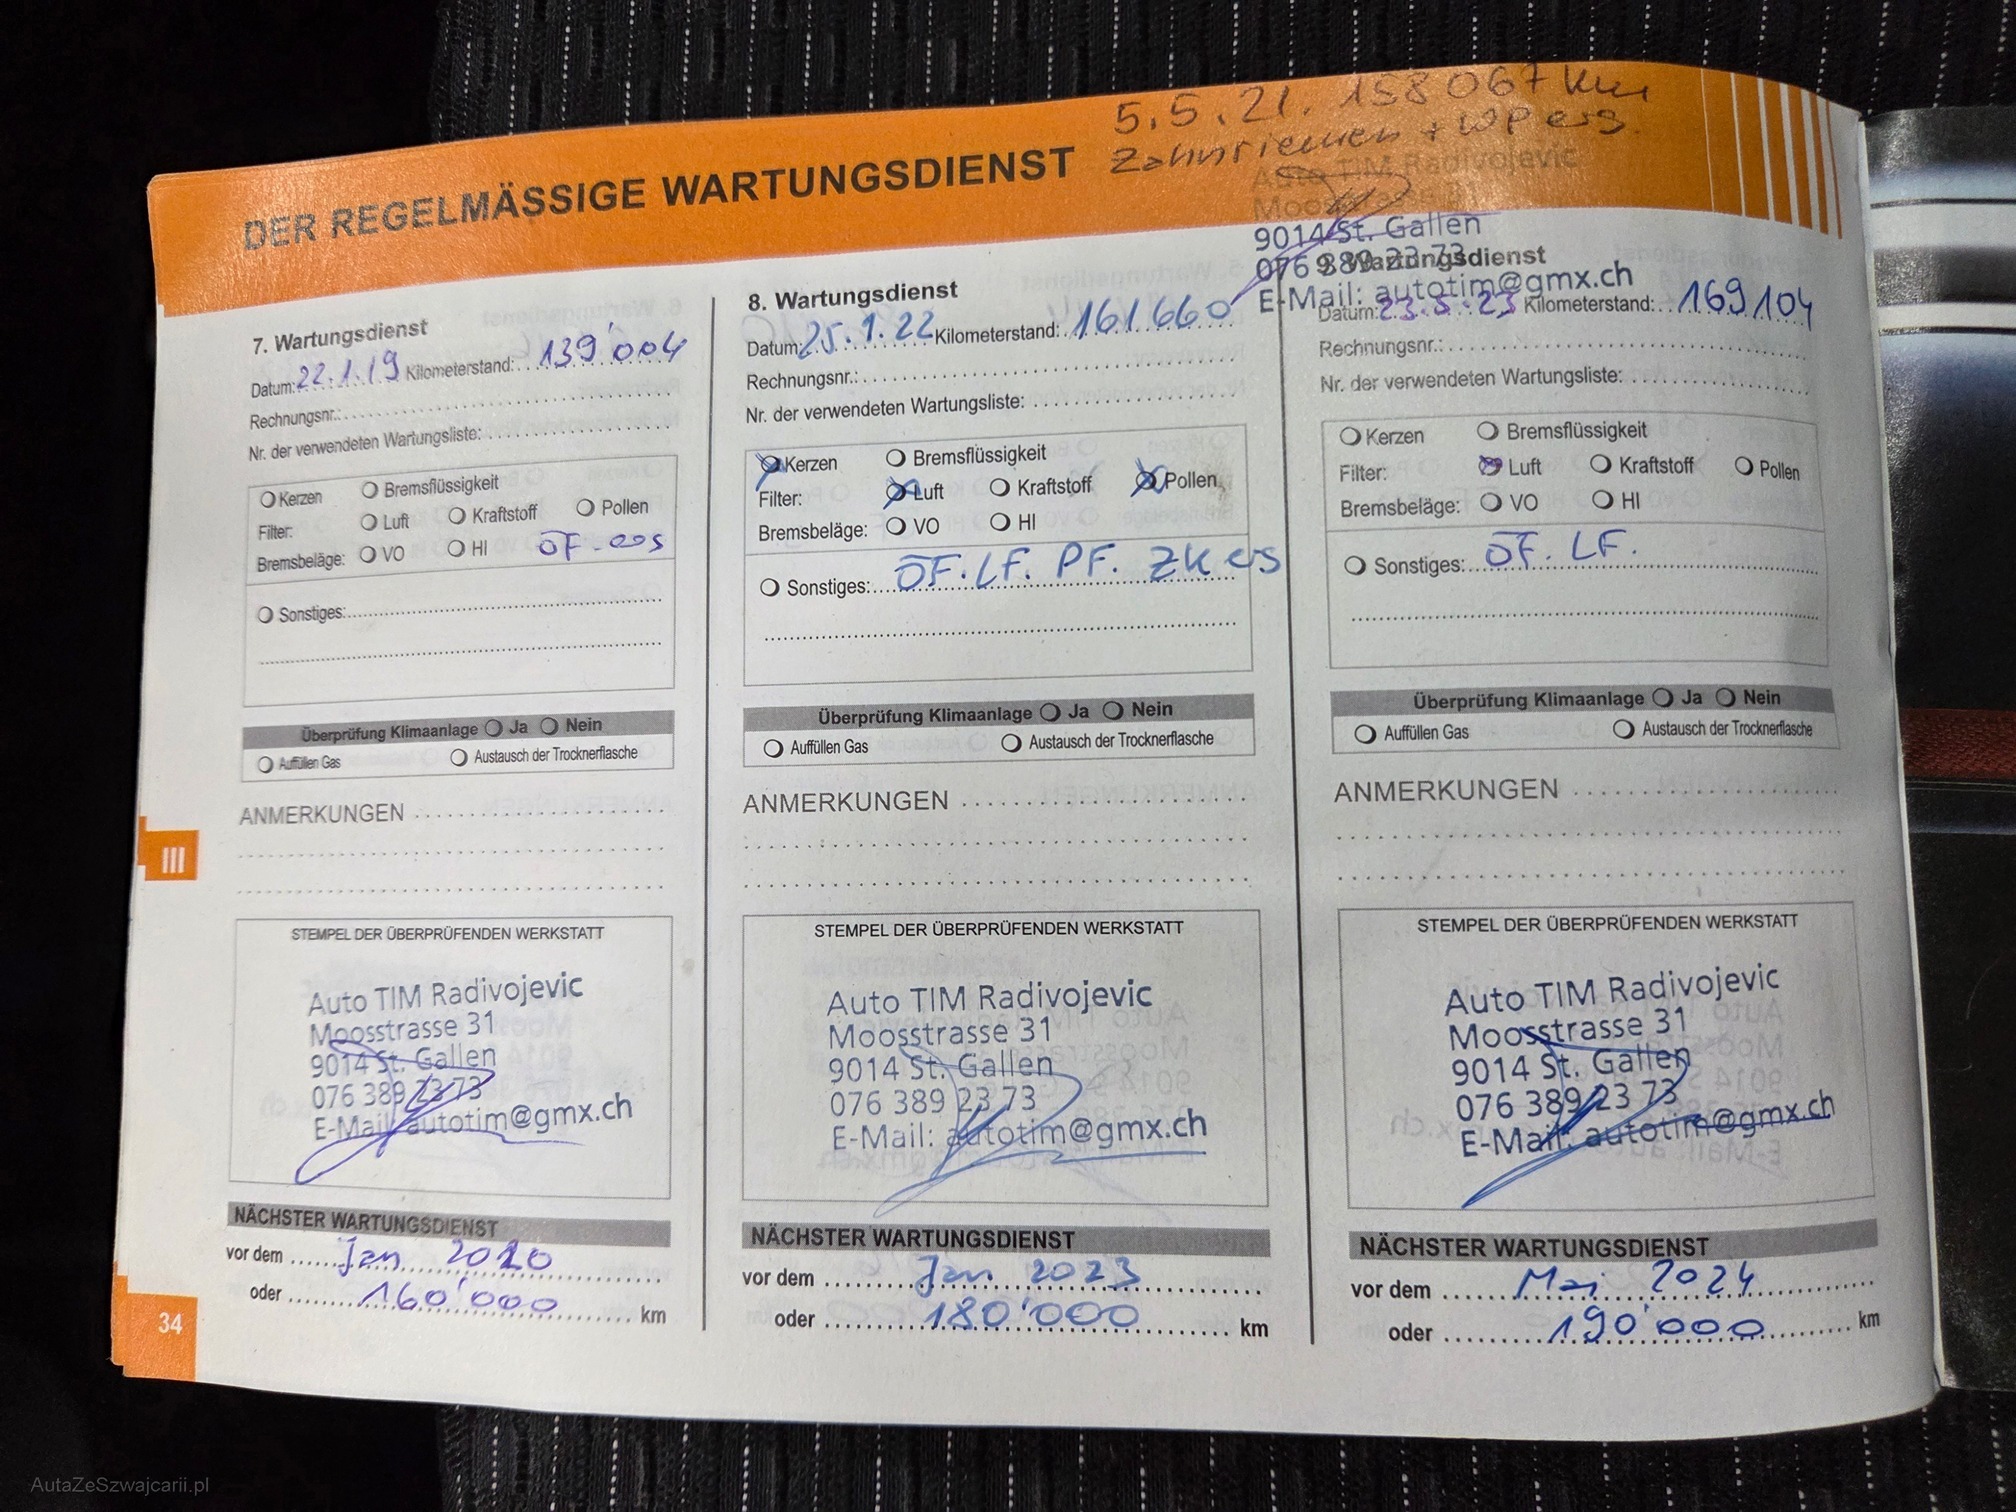 5.5.21. 158067 km
Zahnriemen + WP ers.
DER REGELMÄSSIGE WARTUNGSDIENST
Auto TIM Radivojevic
Moosstrasse 31
9014 St. Gallen
076 389 23 73
E-Mail: autotim@gmx.ch
7. Wartungsdienst
Datum: 22.1.19 Kilometerstand: 139'004
Rechnungsnr.:
Nr. der verwendeten Wartungsliste:
Kerzen Bremsflüssigkeit
Filter: Luft Kraftstoff Pollen
Bremsbeläge: VO HI ÖF. ers
Sonstiges:
Überprüfung Klimaanlage Ja Nein
Auffüllen Gas Austausch der Trocknerflasche
ANMERKUNGEN
STEMPEL DER ÜBERPRÜFENDEN WERKSTATT
Auto TIM Radivojevic
Moosstrasse 31
9014 St. Gallen
076 389 23 73
E-Mail: autotim@gmx.ch
NÄCHSTER WARTUNGSDIENST
vor dem Jan 2020
oder 160'000 km
8. Wartungsdienst
Datum: 25.1.22 Kilometerstand: 161660
Rechnungsnr.:
Nr. der verwendeten Wartungsliste:
Kerzen Bremsflüssigkeit
Filter: Luft Kraftstoff Pollen
Bremsbeläge: VO HI
Sonstiges: ÖF. LF. PF. ZK ers
Überprüfung Klimaanlage Ja Nein
Auffüllen Gas Austausch der Trocknerflasche
ANMERKUNGEN
STEMPEL DER ÜBERPRÜFENDEN WERKSTATT
Auto TIM Radivojevic
Moosstrasse 31
9014 St. Gallen
076 389 23 73
E-Mail: autotim@gmx.ch
NÄCHSTER WARTUNGSDIENST
vor dem Jan 2023
oder 180'000 km
9. Wartungsdienst
Datum: 23.5.23 Kilometerstand: 169104
Rechnungsnr.:
Nr. der verwendeten Wartungsliste:
Kerzen Bremsflüssigkeit
Filter: Luft Kraftstoff Pollen
Bremsbeläge: VO HI
Sonstiges: ÖF. LF.
Überprüfung Klimaanlage Ja Nein
Auffüllen Gas Austausch der Trocknerflasche
ANMERKUNGEN
STEMPEL DER ÜBERPRÜFENDEN WERKSTATT
Auto TIM Radivojevic
Moosstrasse 31
9014 St. Gallen
076 389 23 73
E-Mail: autotim@gmx.ch
NÄCHSTER WARTUNGSDIENST
vor dem Mai 2024
oder 190'000 km
III
34
AutaZeSzwajcarii.pl